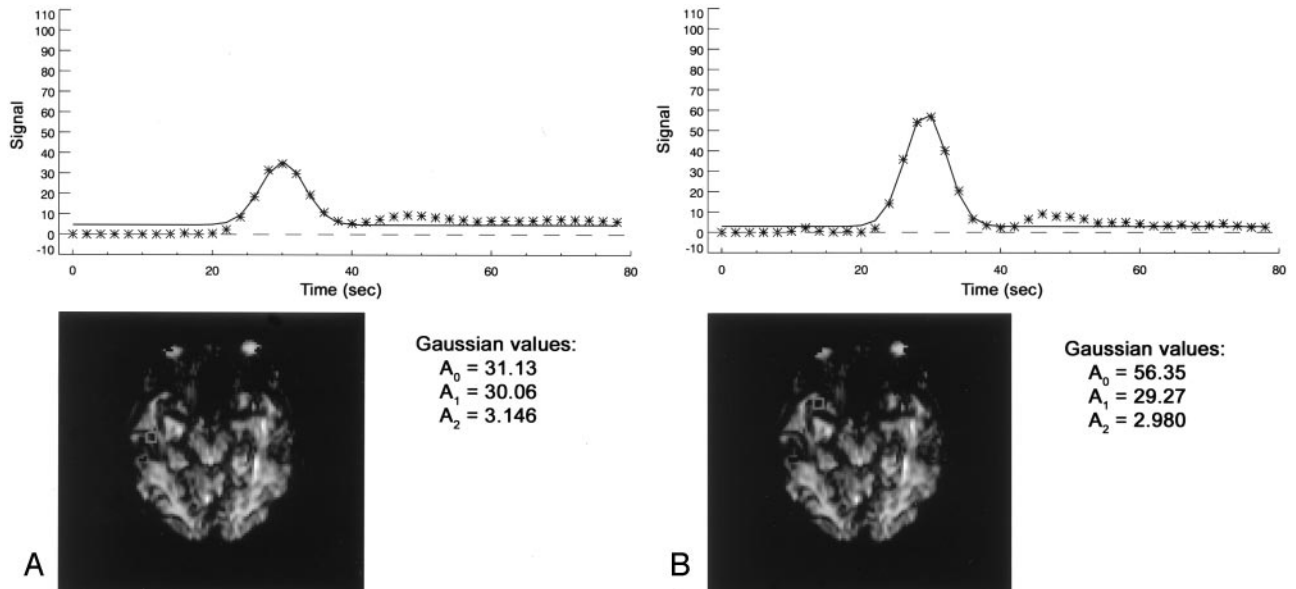 110
100
90
80
70
60
50
40
30
20
10
0
-10
Signal
0 20 40 60 80
Time (sec)
Gaussian values:
A0 = 31.13
A1 = 30.06
A2 = 3.146
A
110
100
90
80
70
60
50
40
30
20
10
0
-10
Signal
0 20 40 60 80
Time (sec)
Gaussian values:
A0 = 56.35
A1 = 29.27
A2 = 2.980
B